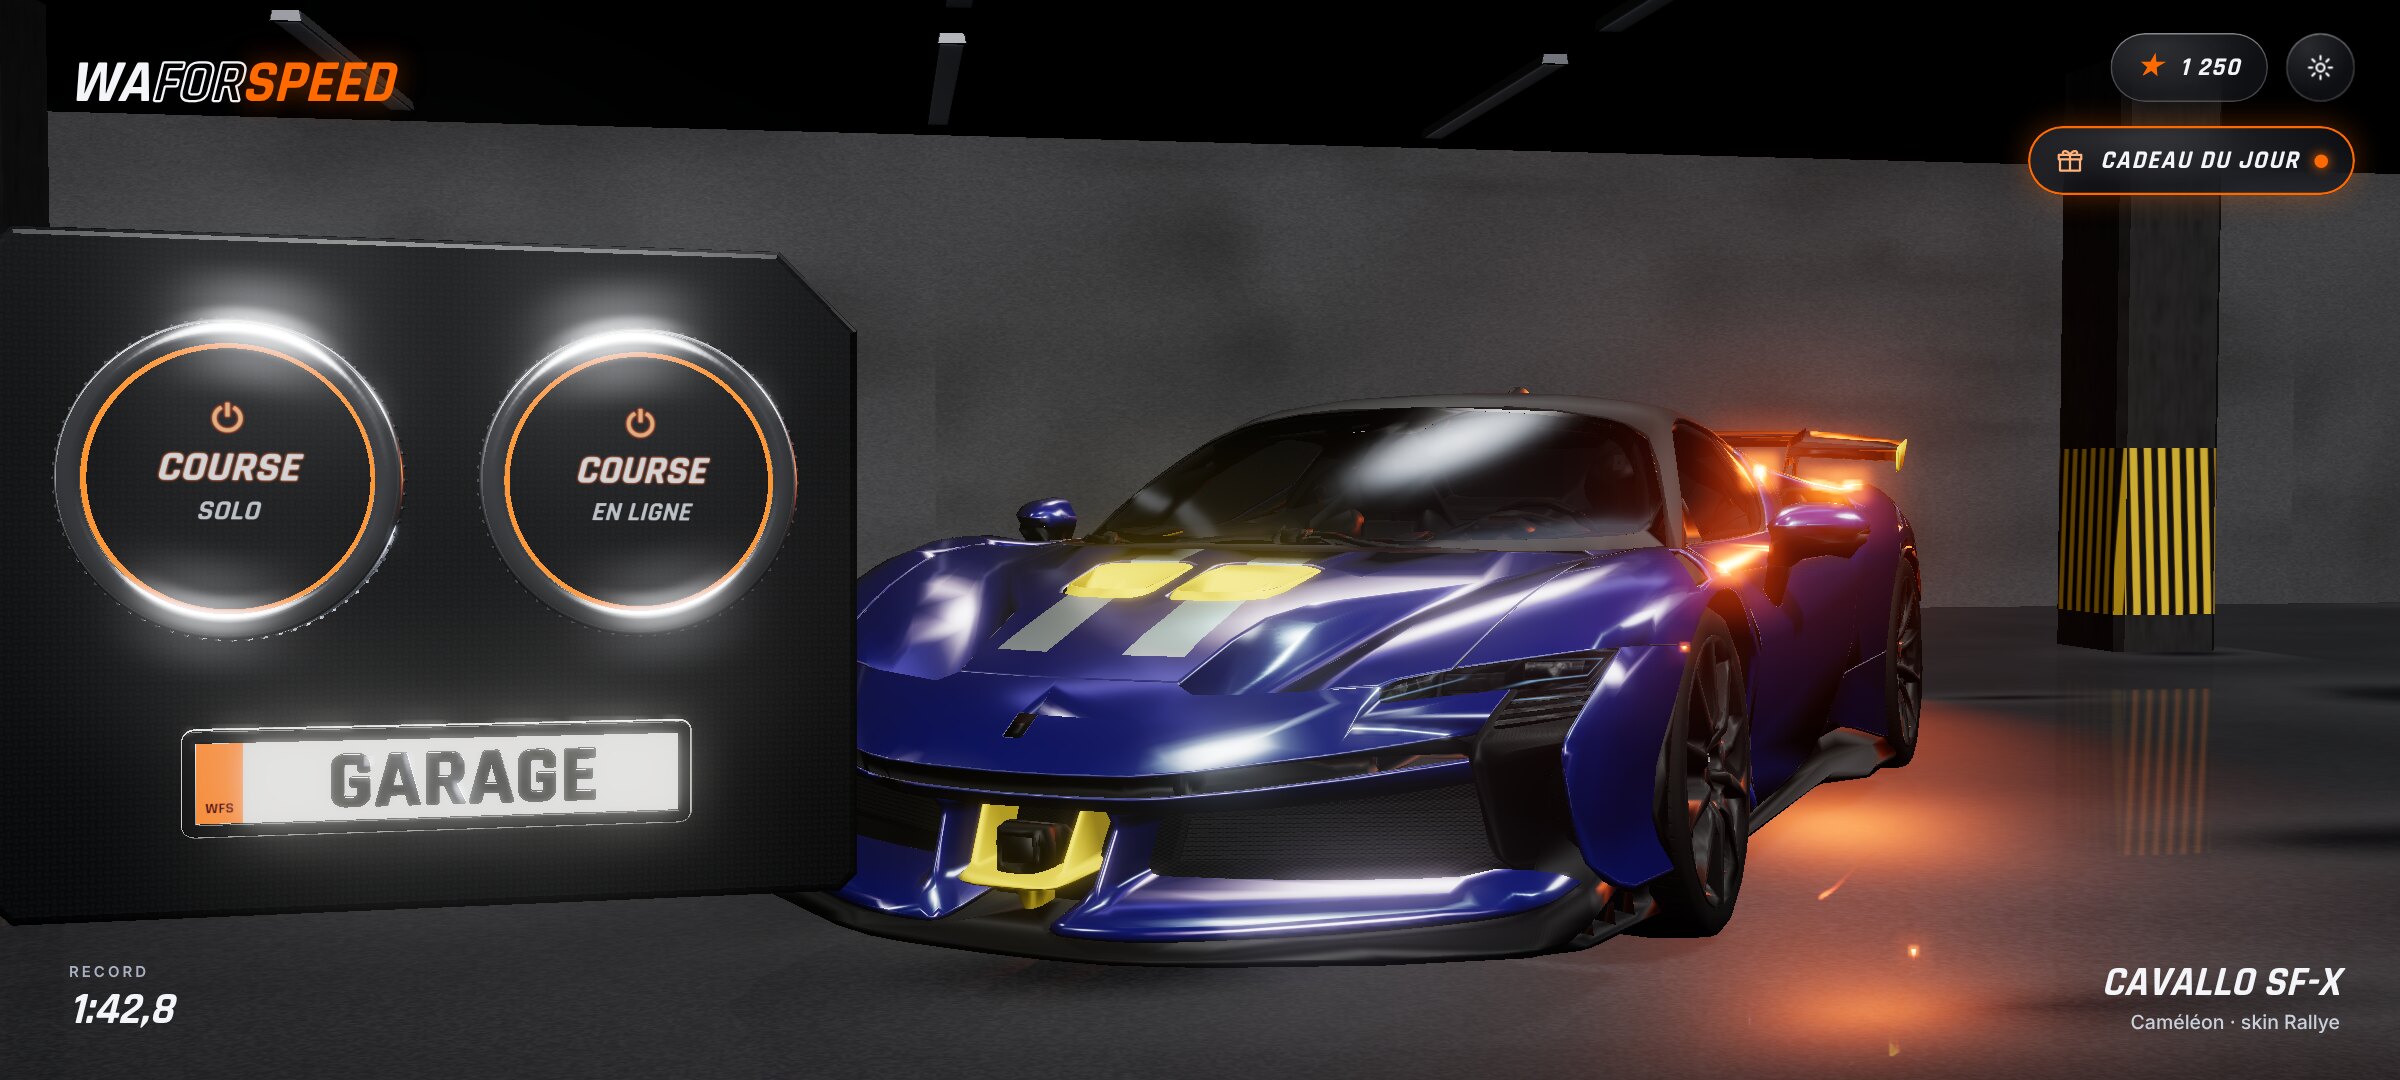 WAFORSPEED
1 250
CADEAU DU JOUR
COURSE
SOLO
COURSE
EN LIGNE
WFS
GARAGE
RECORD
1:42,8
CAVALLO SF-X
Caméléon · skin Rallye